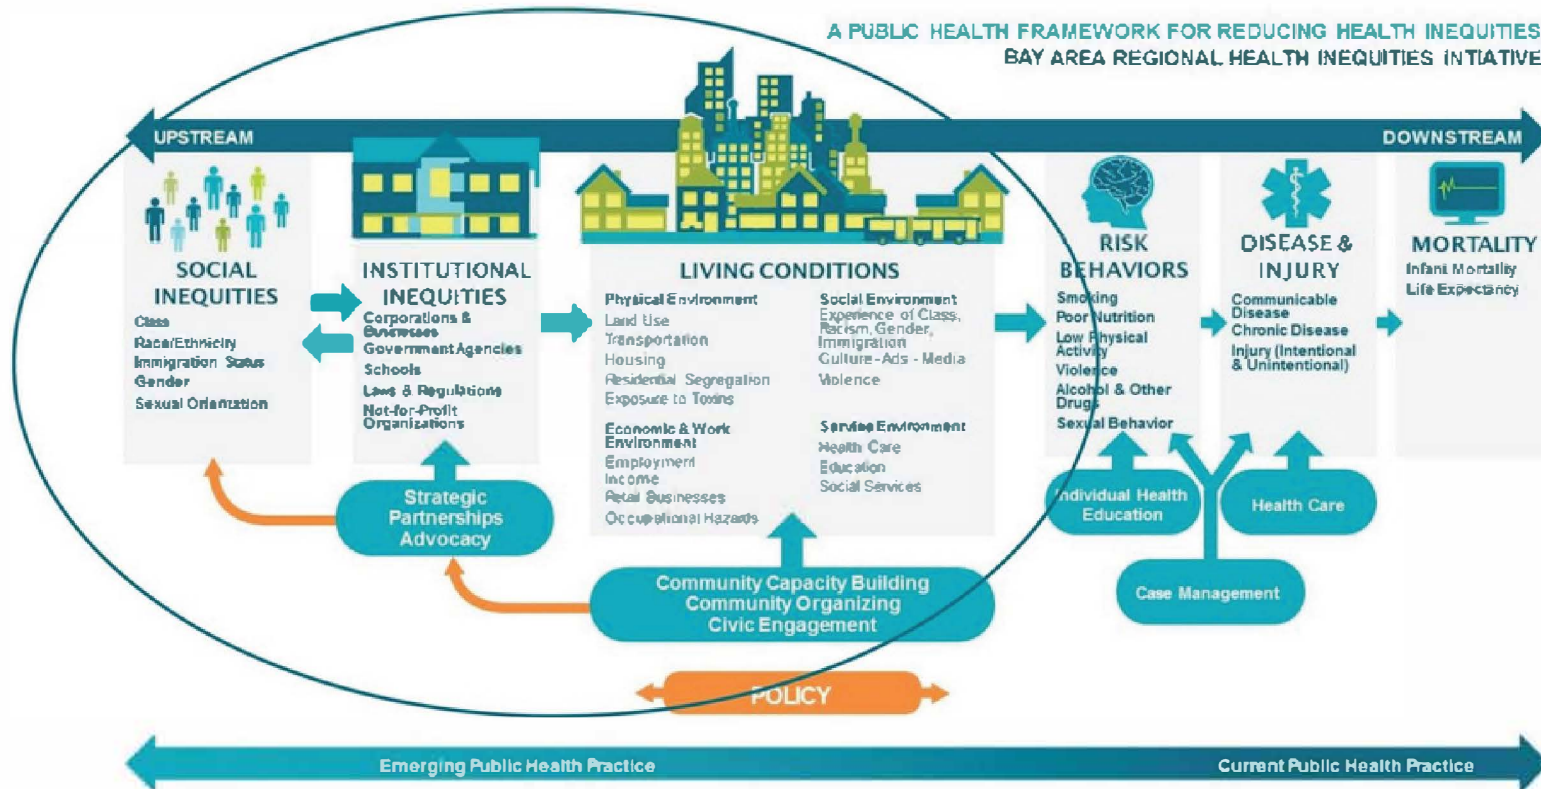 A PUBLIC HEALTH FRAMEWORK FOR REDUCING HEALTH INEQUITIES
BAY AREA REGIONAL HEALTH INEQUITIES INTIATIVE
UPSTREAM
DOWNSTREAM
SOCIAL
INEQUITIES
Class
Race/Ethnicity
Immigration Status
Gender
Sexual Orientation
INSTITUTIONAL
INEQUITIES
Corporations &
Businesses
Government Agencies
Schools
Laws & Regulations
Not-for-Profit
Organizations
LIVING CONDITIONS
Physical Environment
Land Use
Transportation
Housing
Residential Segregation
Exposure to Toxins
Economic & Work
Environment
Employment
Income
Retail Businesses
Occupational Hazards
Social Environment
Experience of Class,
Racism, Gender,
Immigration
Culture - Ads - Media
Violence
Service Environment
Health Care
Education
Social Services
RISK
BEHAVIORS
Smoking
Poor Nutrition
Low Physical
Activity
Violence
Alcohol & Other
Drugs
Sexual Behavior
DISEASE &
INJURY
Communicable
Disease
Chronic Disease
Injury (Intentional
& Unintentional)
MORTALITY
Infant Mortality
Life Expectancy
Strategic
Partnerships
Advocacy
Community Capacity Building
Community Organizing
Civic Engagement
Individual Health
Education
Health Care
Case Management
POLICY
Emerging Public Health Practice
Current Public Health Practice